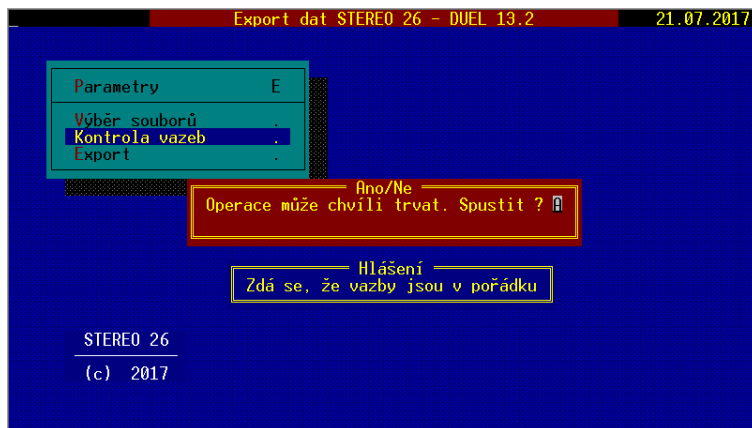 Export dat STEREO 26 - DUEL 13.2 21.07.2017
Parametry E
Výběr souborů .
Kontrola vazeb .
Export .
Ano/Ne
Operace může chvíli trvat. Spustit ? A
Hlášení
Zdá se, že vazby jsou v pořádku
STEREO 26
(c) 2017